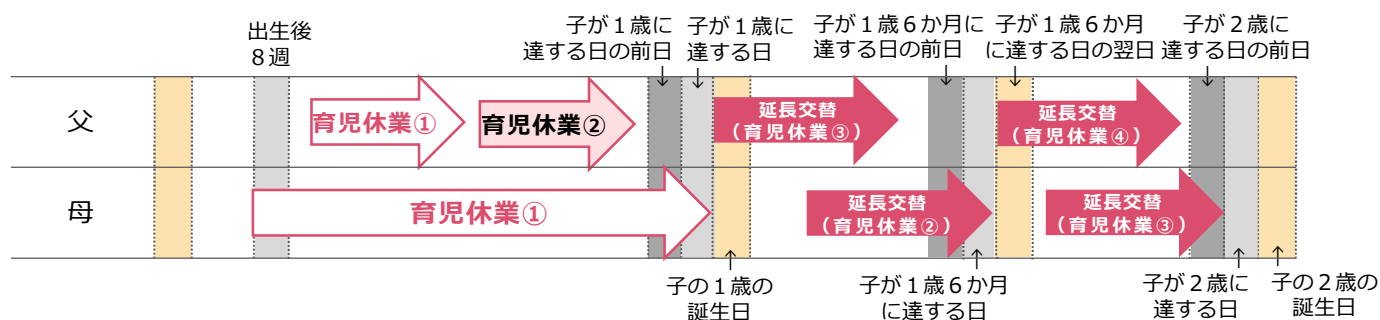 出生後
8週
子が1歳に
達する日の前日
子が1歳に
達する日
子が1歳6か月に
達する日の前日
子が1歳6か月
に達する日の翌日
子が2歳に
達する日の前日
父
育児休業①
育児休業②
延長交替
(育児休業③)
延長交替
(育児休業④)
母
育児休業①
延長交替
(育児休業②)
延長交替
(育児休業③)
子の1歳の
誕生日
子が1歳6か月
に達する日
子が2歳に
達する日
子の2歳の
誕生日